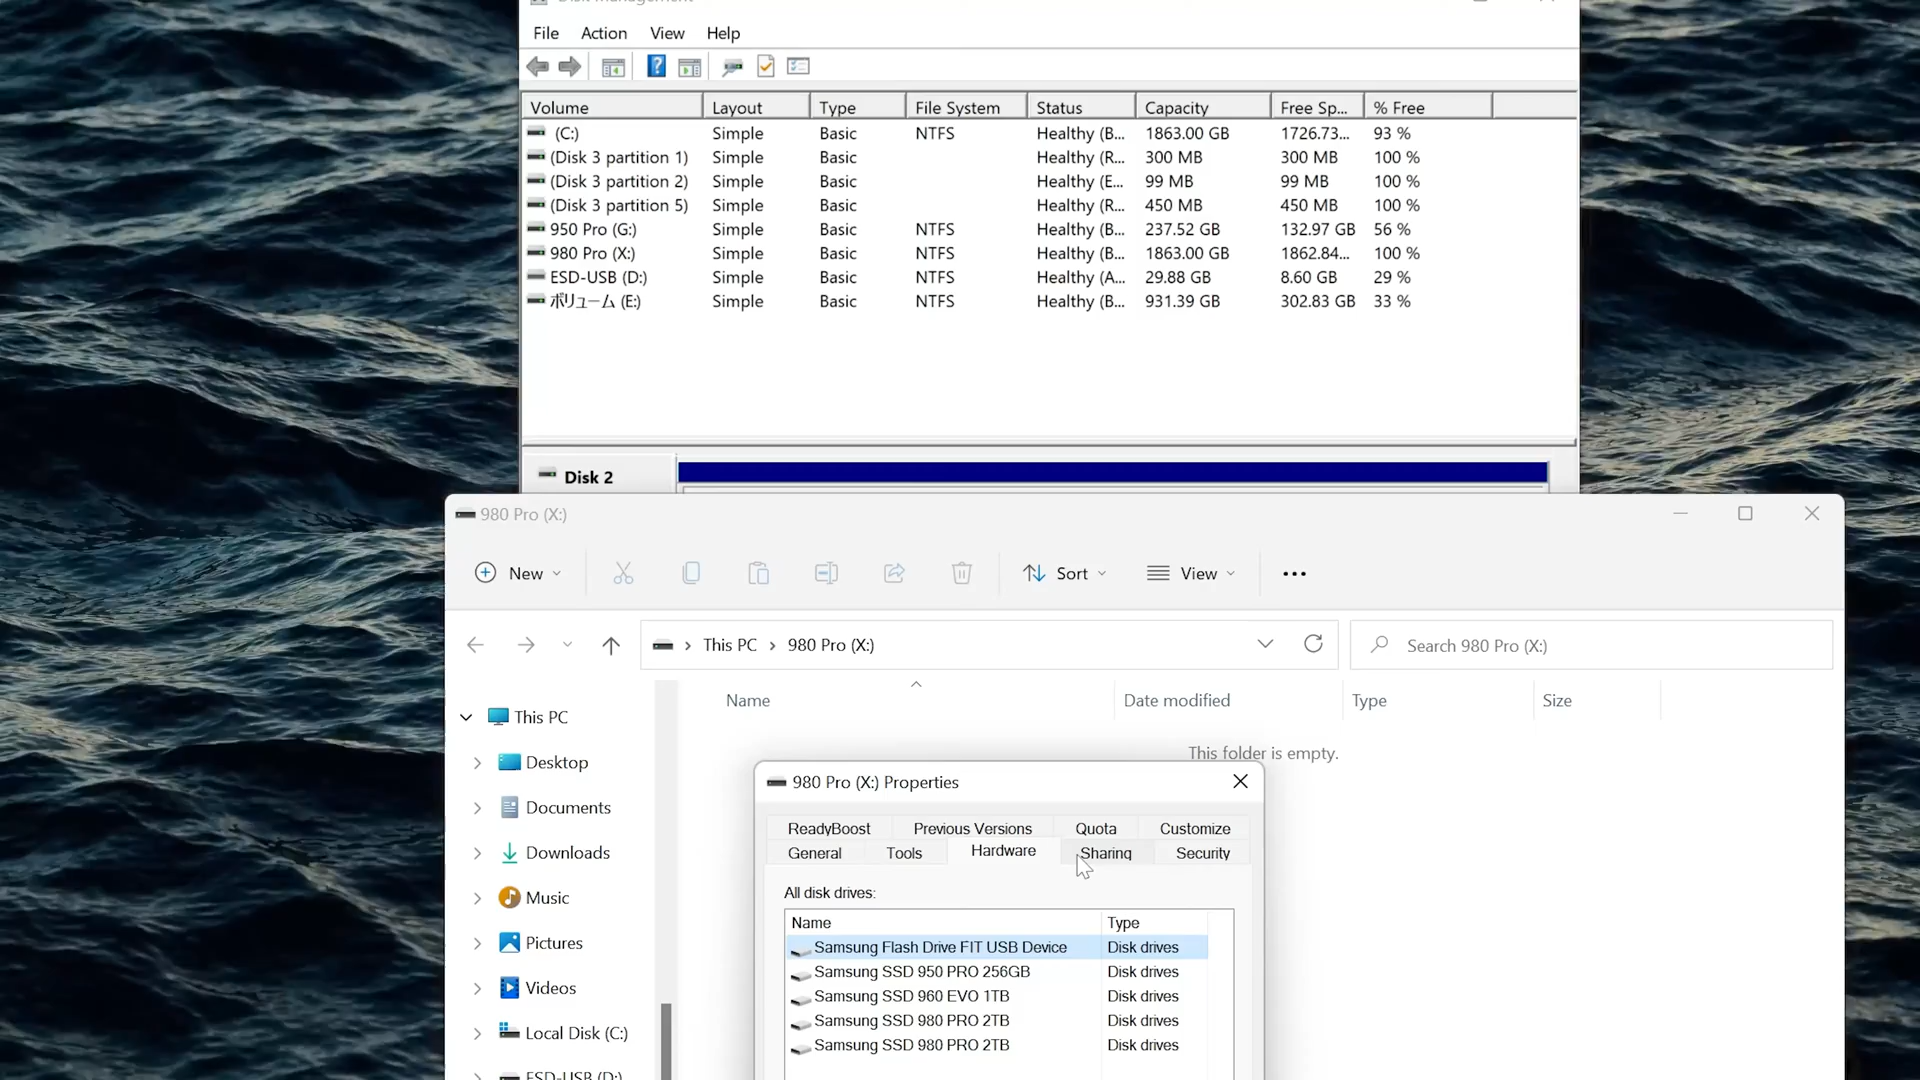 Disk Management
File Action View Help
Volume Layout Type File System Status Capacity Free Sp... % Free
(C:) Simple Basic NTFS Healthy (B... 1863.00 GB 1726.73... 93 %
(Disk 3 partition 1) Simple Basic Healthy (R... 300 MB 300 MB 100 %
(Disk 3 partition 2) Simple Basic Healthy (E... 99 MB 99 MB 100 %
(Disk 3 partition 5) Simple Basic Healthy (R... 450 MB 450 MB 100 %
950 Pro (G:) Simple Basic NTFS Healthy (B... 237.52 GB 132.97 GB 56 %
980 Pro (X:) Simple Basic NTFS Healthy (B... 1863.00 GB 1862.84... 100 %
ESD-USB (D:) Simple Basic NTFS Healthy (A... 29.88 GB 8.60 GB 29 %
ボリューム (E:) Simple Basic NTFS Healthy (B... 931.39 GB 302.83 GB 33 %
Disk 2
980 Pro (X:)
New Sort View
This PC › 980 Pro (X:) Search 980 Pro (X:)
Name Date modified Type Size
This PC
This folder is empty.
Desktop
Documents
Downloads
Music
Pictures
Videos
Local Disk (C:)
ESD-USB (D:)
980 Pro (X:) Properties
ReadyBoost Previous Versions Quota Customize
General Tools Hardware Sharing Security
All disk drives:
Name Type
Samsung Flash Drive FIT USB Device Disk drives
Samsung SSD 950 PRO 256GB Disk drives
Samsung SSD 960 EVO 1TB Disk drives
Samsung SSD 980 PRO 2TB Disk drives
Samsung SSD 980 PRO 2TB Disk drives